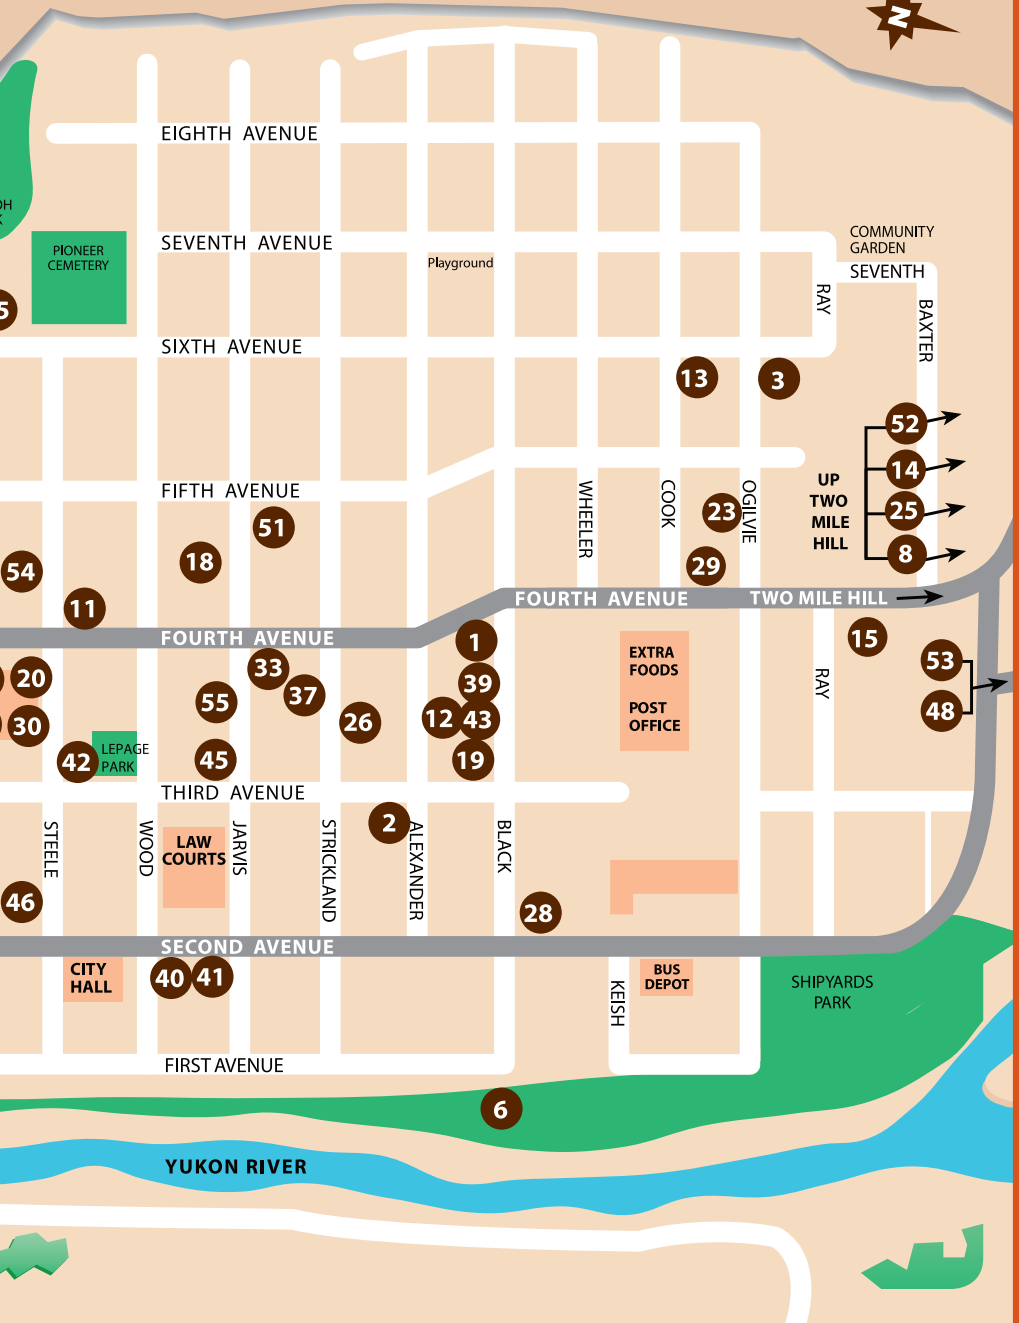 N
EIGHTH AVENUE
OH
K
SEVENTH AVENUE
COMMUNITY
GARDEN
PIONEER
CEMETERY
Playground
SEVENTH
RAY
BAXTER
5
SIXTH AVENUE
13
3
52
14
25
8
UP
TWO
MILE
HILL
FIFTH AVENUE
WHEELER
COOK
OGILVIE
23
51
18
54
29
11
FOURTH AVENUE
TWO MILE HILL
FOURTH AVENUE
1
15
EXTRA
FOODS
POST
OFFICE
RAY
53
48
20
33
39
55
37
30
26
12
43
42
LEPAGE
PARK
45
19
THIRD AVENUE
2
STEELE
WOOD
LAW
COURTS
JARVIS
STRICKLAND
ALEXANDER
BLACK
46
28
SECOND AVENUE
CITY
HALL
40
41
KEISH
BUS
DEPOT
SHIPYARDS
PARK
FIRST AVENUE
6
YUKON RIVER